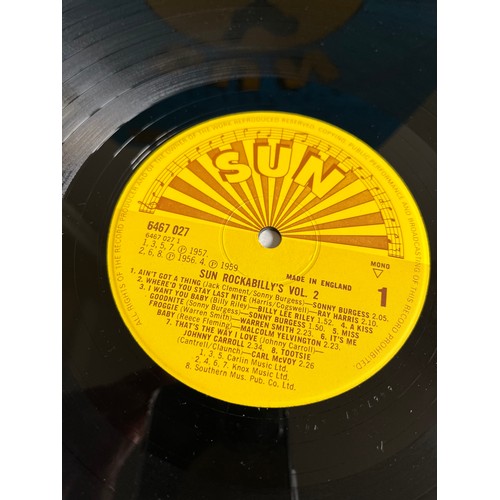 ALL RIGHTS OF THE RECORD PRODUCER AND OF THE OWNER OF THE WORK REPRODUCED RESERVED. COPYING, PUBLIC PERFORMANCE AND BROADCASTING OF THIS RECORD PROHIBITED.
SUN
6467 027
6467 027 1
1, 3, 5, 7. Ⓟ 1957.
2, 6, 8. Ⓟ 1956. 4. Ⓟ 1959
MADE IN ENGLAND
MONO
1
SUN ROCKABILLY'S VOL. 2
1. AIN'T GOT A THING (Jack Clement/Sonny Burgess) SONNY BURGESS 2.05
2. WHERE'D YOU STAY LAST NITE (Harris/Cogswell) - RAY HARRIS 2.10
3. I WANT YOU BABY (Billy Riley) - BILLY LEE RILEY 1.52. 4. A KISS
GOODNITE (Sonny Burgess) - SONNY BURGESS 5. MISS
FROGGIE (Warren Smith) - WARREN SMITH 2.23. 6. IT'S ME
BABY (Reece Fleming) - MALCOLM YELVINGTON 2.23.
7. THAT'S THE WAY I LOVE (Johnny Carroll) -
JOHNNY CARROLL 2.34. 8. TOOTSIE
(Cantrell/Claunch) - CARL McVOY 2.26
1, 3, 5. Carlin Music Ltd.
2, 4, 6, 7. Knox Music Ltd.
8. Southern Mus. Pub. Co. Ltd.